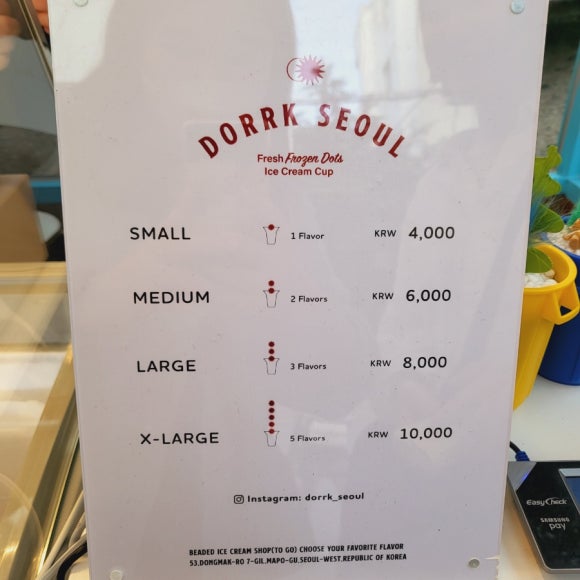 DORRK SEOUL
Fresh Frozen Dots
Ice Cream Cup
SMALL 1 Flavor KRW 4,000
MEDIUM 2 Flavors KRW 6,000
LARGE 3 Flavors KRW 8,000
X-LARGE 5 Flavors KRW 10,000
Instagram: dorrk_seoul
EasyCheck
SAMSUNG
pay
BEADED ICE CREAM SHOP(TO GO) CHOOSE YOUR FAVORITE FLAVOR
53,DONGMAK-RO 7-GIL,MAPO-GU,SEOUL-WEST,REPUBLIC OF KOREA